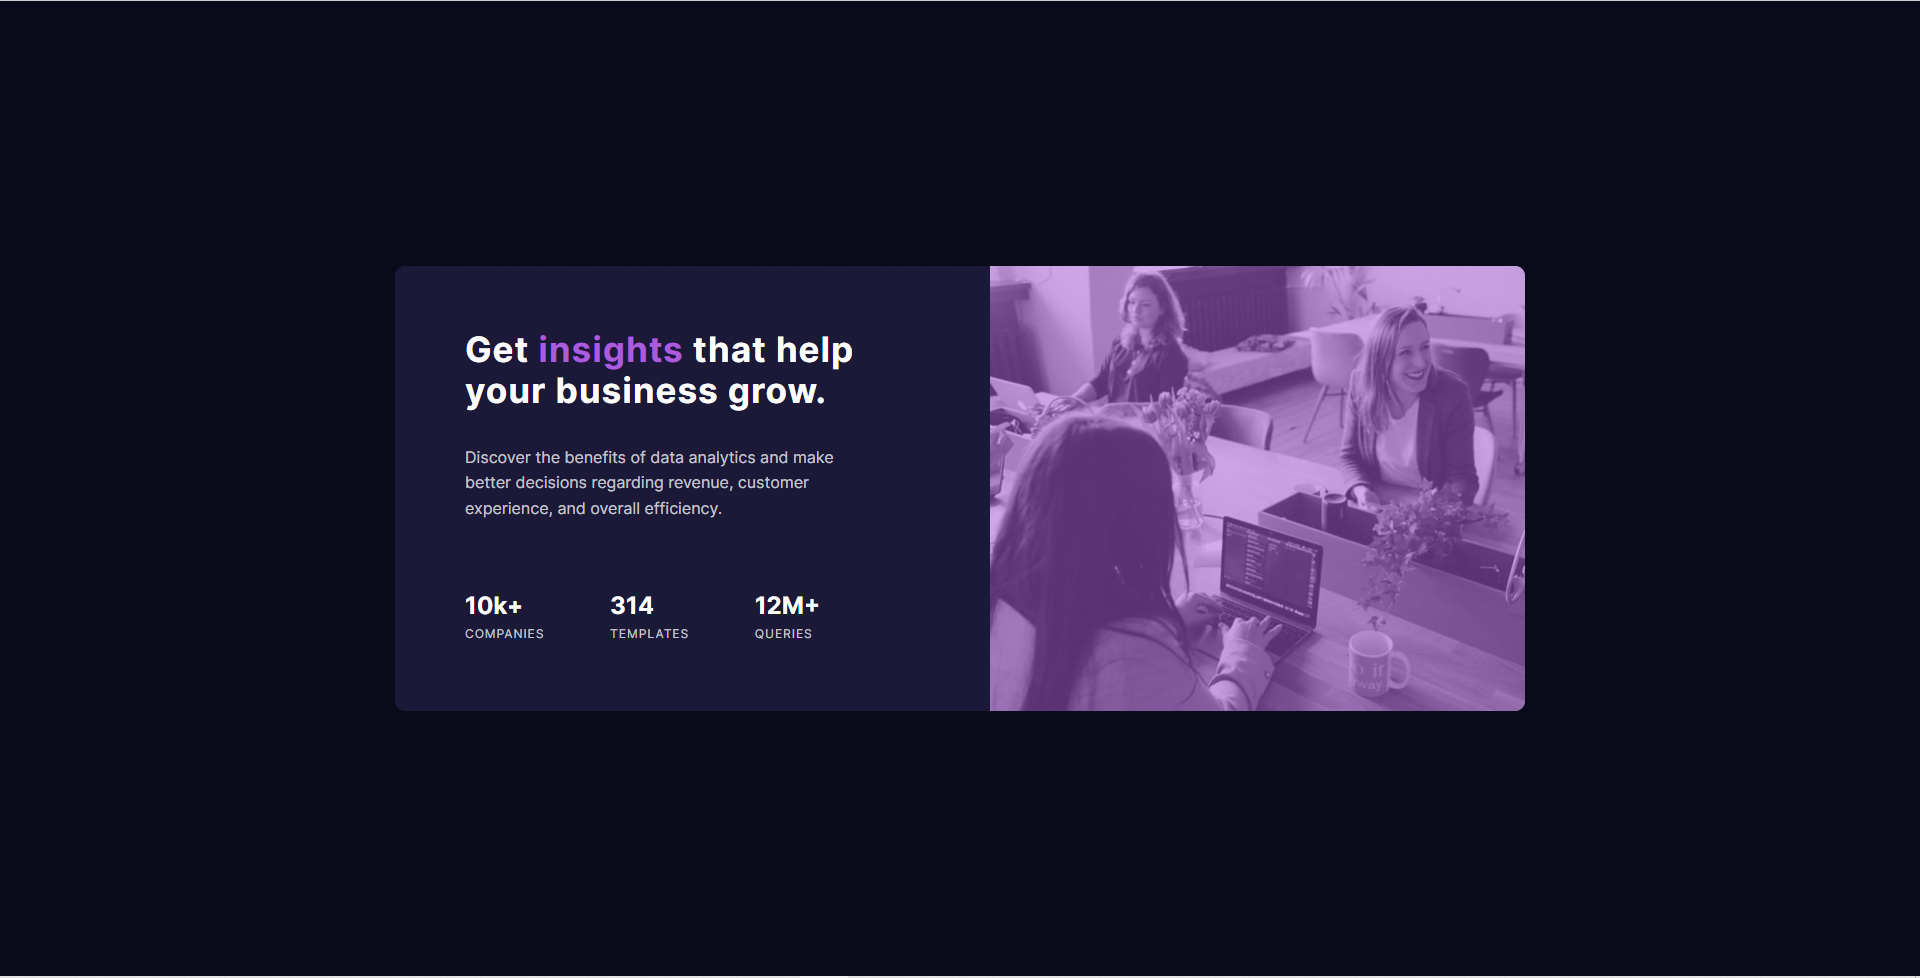 Get insights that help
your business grow.
Discover the benefits of data analytics and make
better decisions regarding revenue, customer
experience, and overall efficiency.
10k+ 314 12M+
COMPANIES TEMPLATES QUERIES